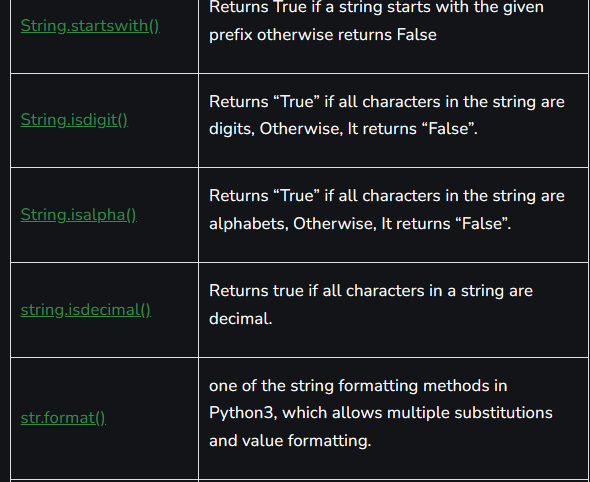 Returns True if a string starts with the given
String.startswith()
prefix otherwise returns False
Returns “True” if all characters in the string are
String.isdigit()
digits, Otherwise, It returns “False”.
Returns “True” if all characters in the string are
String.isalpha()
alphabets, Otherwise, It returns “False”.
Returns true if all characters in a string are
string.isdecimal()
decimal.
one of the string formatting methods in
str.format()
Python3, which allows multiple substitutions
and value formatting.